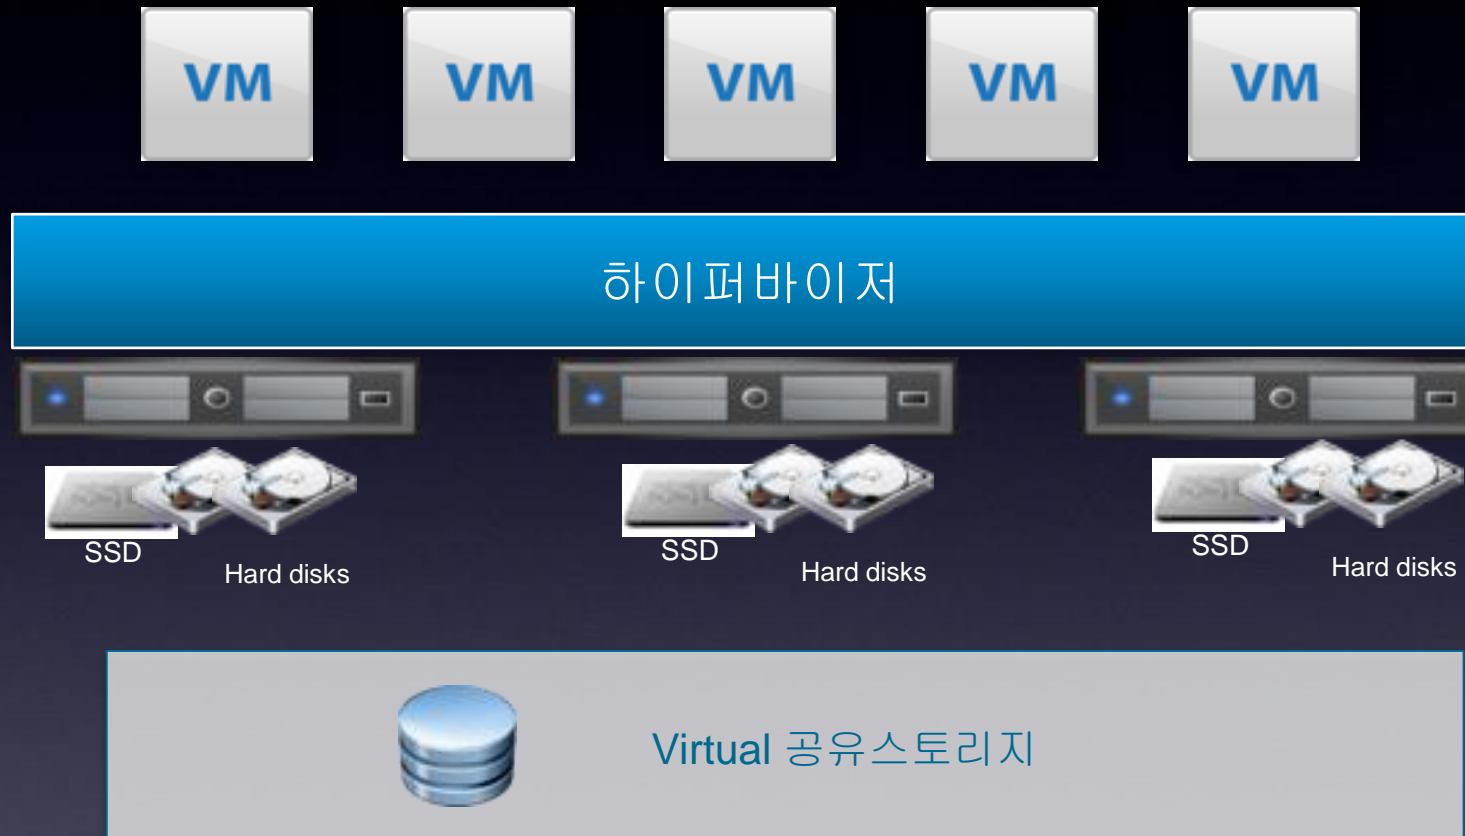 VM
VM
VM
VM
VM
하이퍼바이저
SSD
Hard disks
SSD
Hard disks
SSD
Hard disks
Virtual 공유스토리지